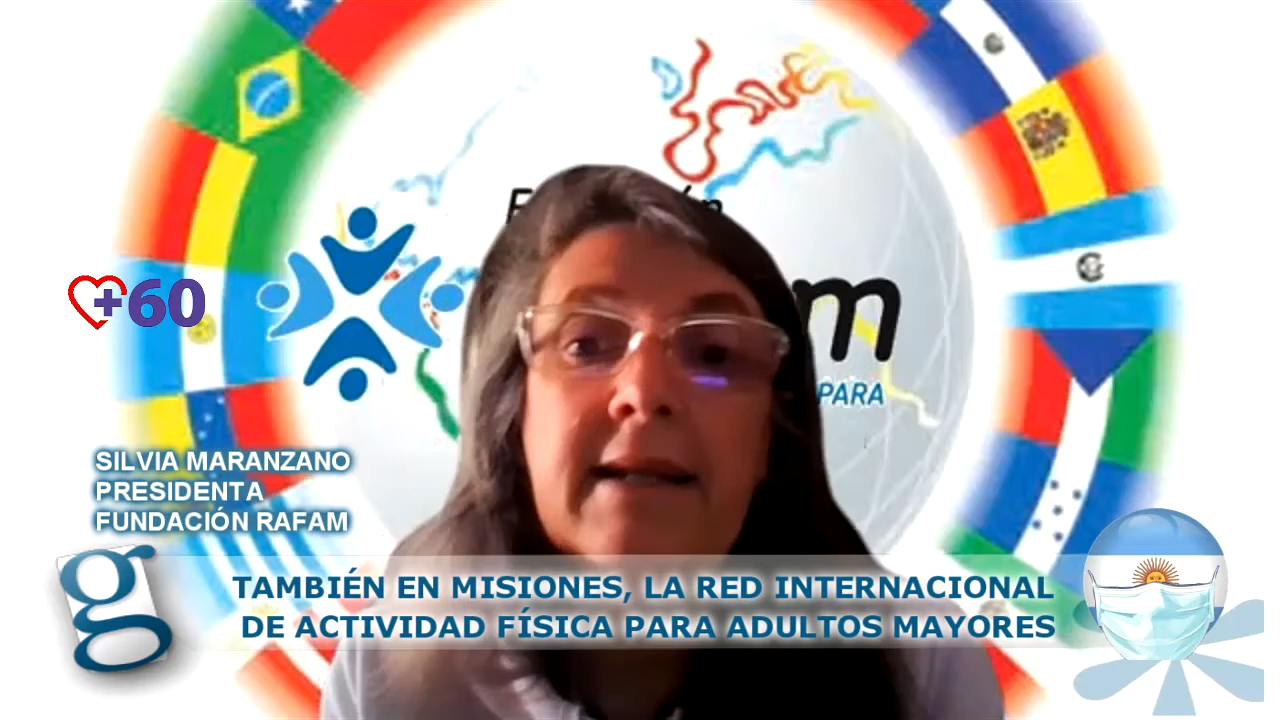 +60
m
PARA
SILVIA MARANZANO
PRESIDENTA
FUNDACIÓN RAFAM
g
TAMBIÉN EN MISIONES, LA RED INTERNACIONAL
DE ACTIVIDAD FÍSICA PARA ADULTOS MAYORES